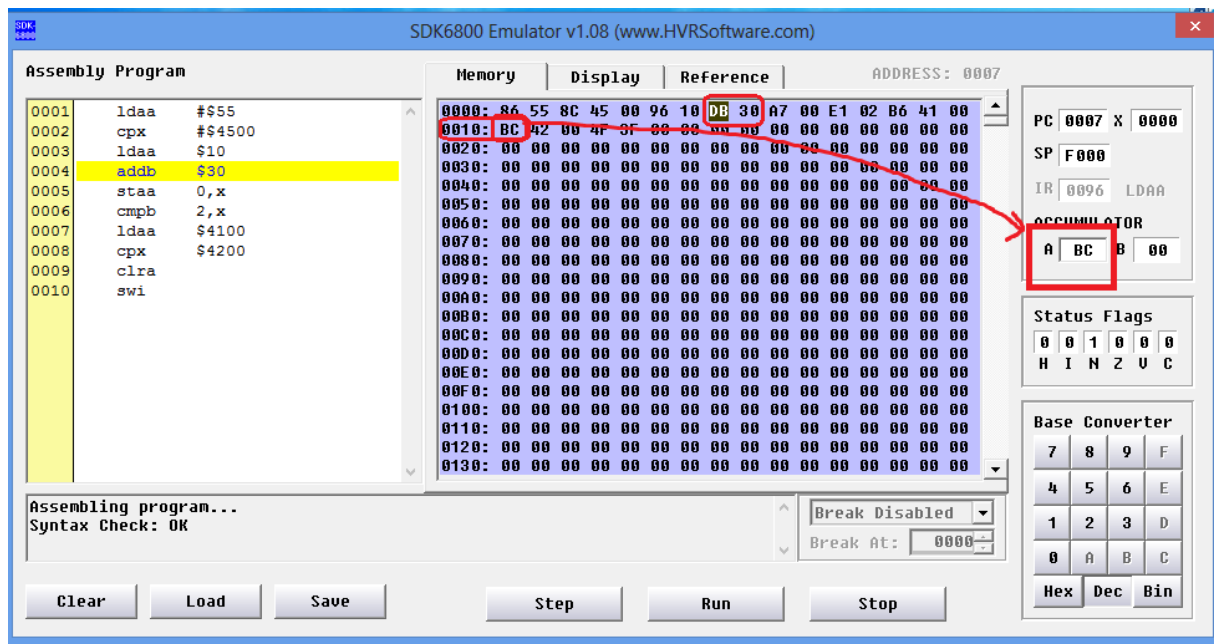 SDK-6800
SDK6800 Emulator v1.08 (www.HVRSoftware.com)
Assembly Program
Memory Display Reference ADDRESS: 0007
0001 ldaa #$55
0002 cpx #$4500
0003 ldaa $10
0004 addb $30
0005 staa 0,x
0006 cmpb 2,x
0007 ldaa $4100
0008 cpx $4200
0009 clra
0010 swi
0000: 86 55 8C 45 00 96 10 DB 30 A7 00 E1 02 B6 41 00
0010: BC 42 00 4F 3F 00 00 00 00 00 00 00 00 00 00 00
0020: 00 00 00 00 00 00 00 00 00 00 00 00 00 00 00 00
0030: 00 00 00 00 00 00 00 00 00 00 00 00 00 00 00 00
0040: 00 00 00 00 00 00 00 00 00 00 00 00 00 00 00 00
0050: 00 00 00 00 00 00 00 00 00 00 00 00 00 00 00 00
0060: 00 00 00 00 00 00 00 00 00 00 00 00 00 00 00 00
0070: 00 00 00 00 00 00 00 00 00 00 00 00 00 00 00 00
0080: 00 00 00 00 00 00 00 00 00 00 00 00 00 00 00 00
0090: 00 00 00 00 00 00 00 00 00 00 00 00 00 00 00 00
00A0: 00 00 00 00 00 00 00 00 00 00 00 00 00 00 00 00
00B0: 00 00 00 00 00 00 00 00 00 00 00 00 00 00 00 00
00C0: 00 00 00 00 00 00 00 00 00 00 00 00 00 00 00 00
00D0: 00 00 00 00 00 00 00 00 00 00 00 00 00 00 00 00
00E0: 00 00 00 00 00 00 00 00 00 00 00 00 00 00 00 00
00F0: 00 00 00 00 00 00 00 00 00 00 00 00 00 00 00 00
0100: 00 00 00 00 00 00 00 00 00 00 00 00 00 00 00 00
0110: 00 00 00 00 00 00 00 00 00 00 00 00 00 00 00 00
0120: 00 00 00 00 00 00 00 00 00 00 00 00 00 00 00 00
0130: 00 00 00 00 00 00 00 00 00 00 00 00 00 00 00 00
PC 0007 X 0000
SP F000
IR 0096 LDAA
ACCUMULATOR
A BC B 00
Status Flags
0 0 1 0 0 0
H I N Z V C
Base Converter
7 8 9 F
4 5 6 E
1 2 3 D
0 A B C
Hex Dec Bin
Assembling program...
Syntax Check: OK
Break Disabled
Break At: 0000
Clear Load Save Step Run Stop